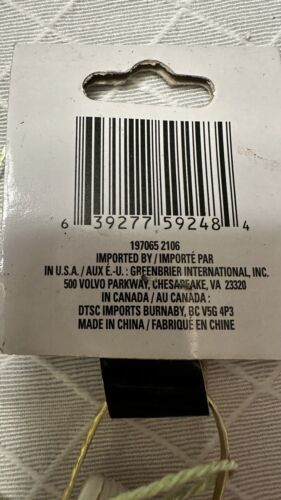 6 39277 59248 4
197065 2106
IMPORTED BY / IMPORTÉ PAR
IN U.S.A. / AUX É.-U. : GREENBRIER INTERNATIONAL, INC.
500 VOLVO PARKWAY, CHESAPEAKE, VA 23320
IN CANADA / AU CANADA :
DTSC IMPORTS BURNABY, BC V5G 4P3
MADE IN CHINA / FABRIQUÉ EN CHINE